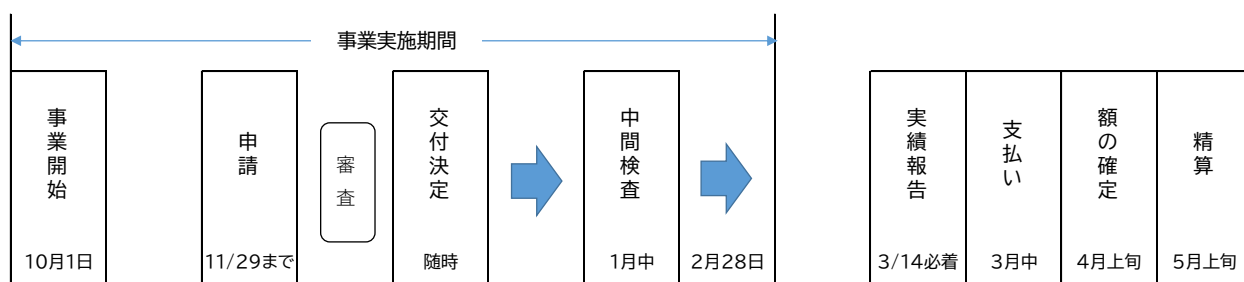 事業実施期間
事業開始
申請
審査
交付決定
中間検査
実績報告
支払い
額の確定
精算
10月1日
11/29まで
随時
1月中
2月28日
3/14必着
3月中
4月上旬
5月上旬